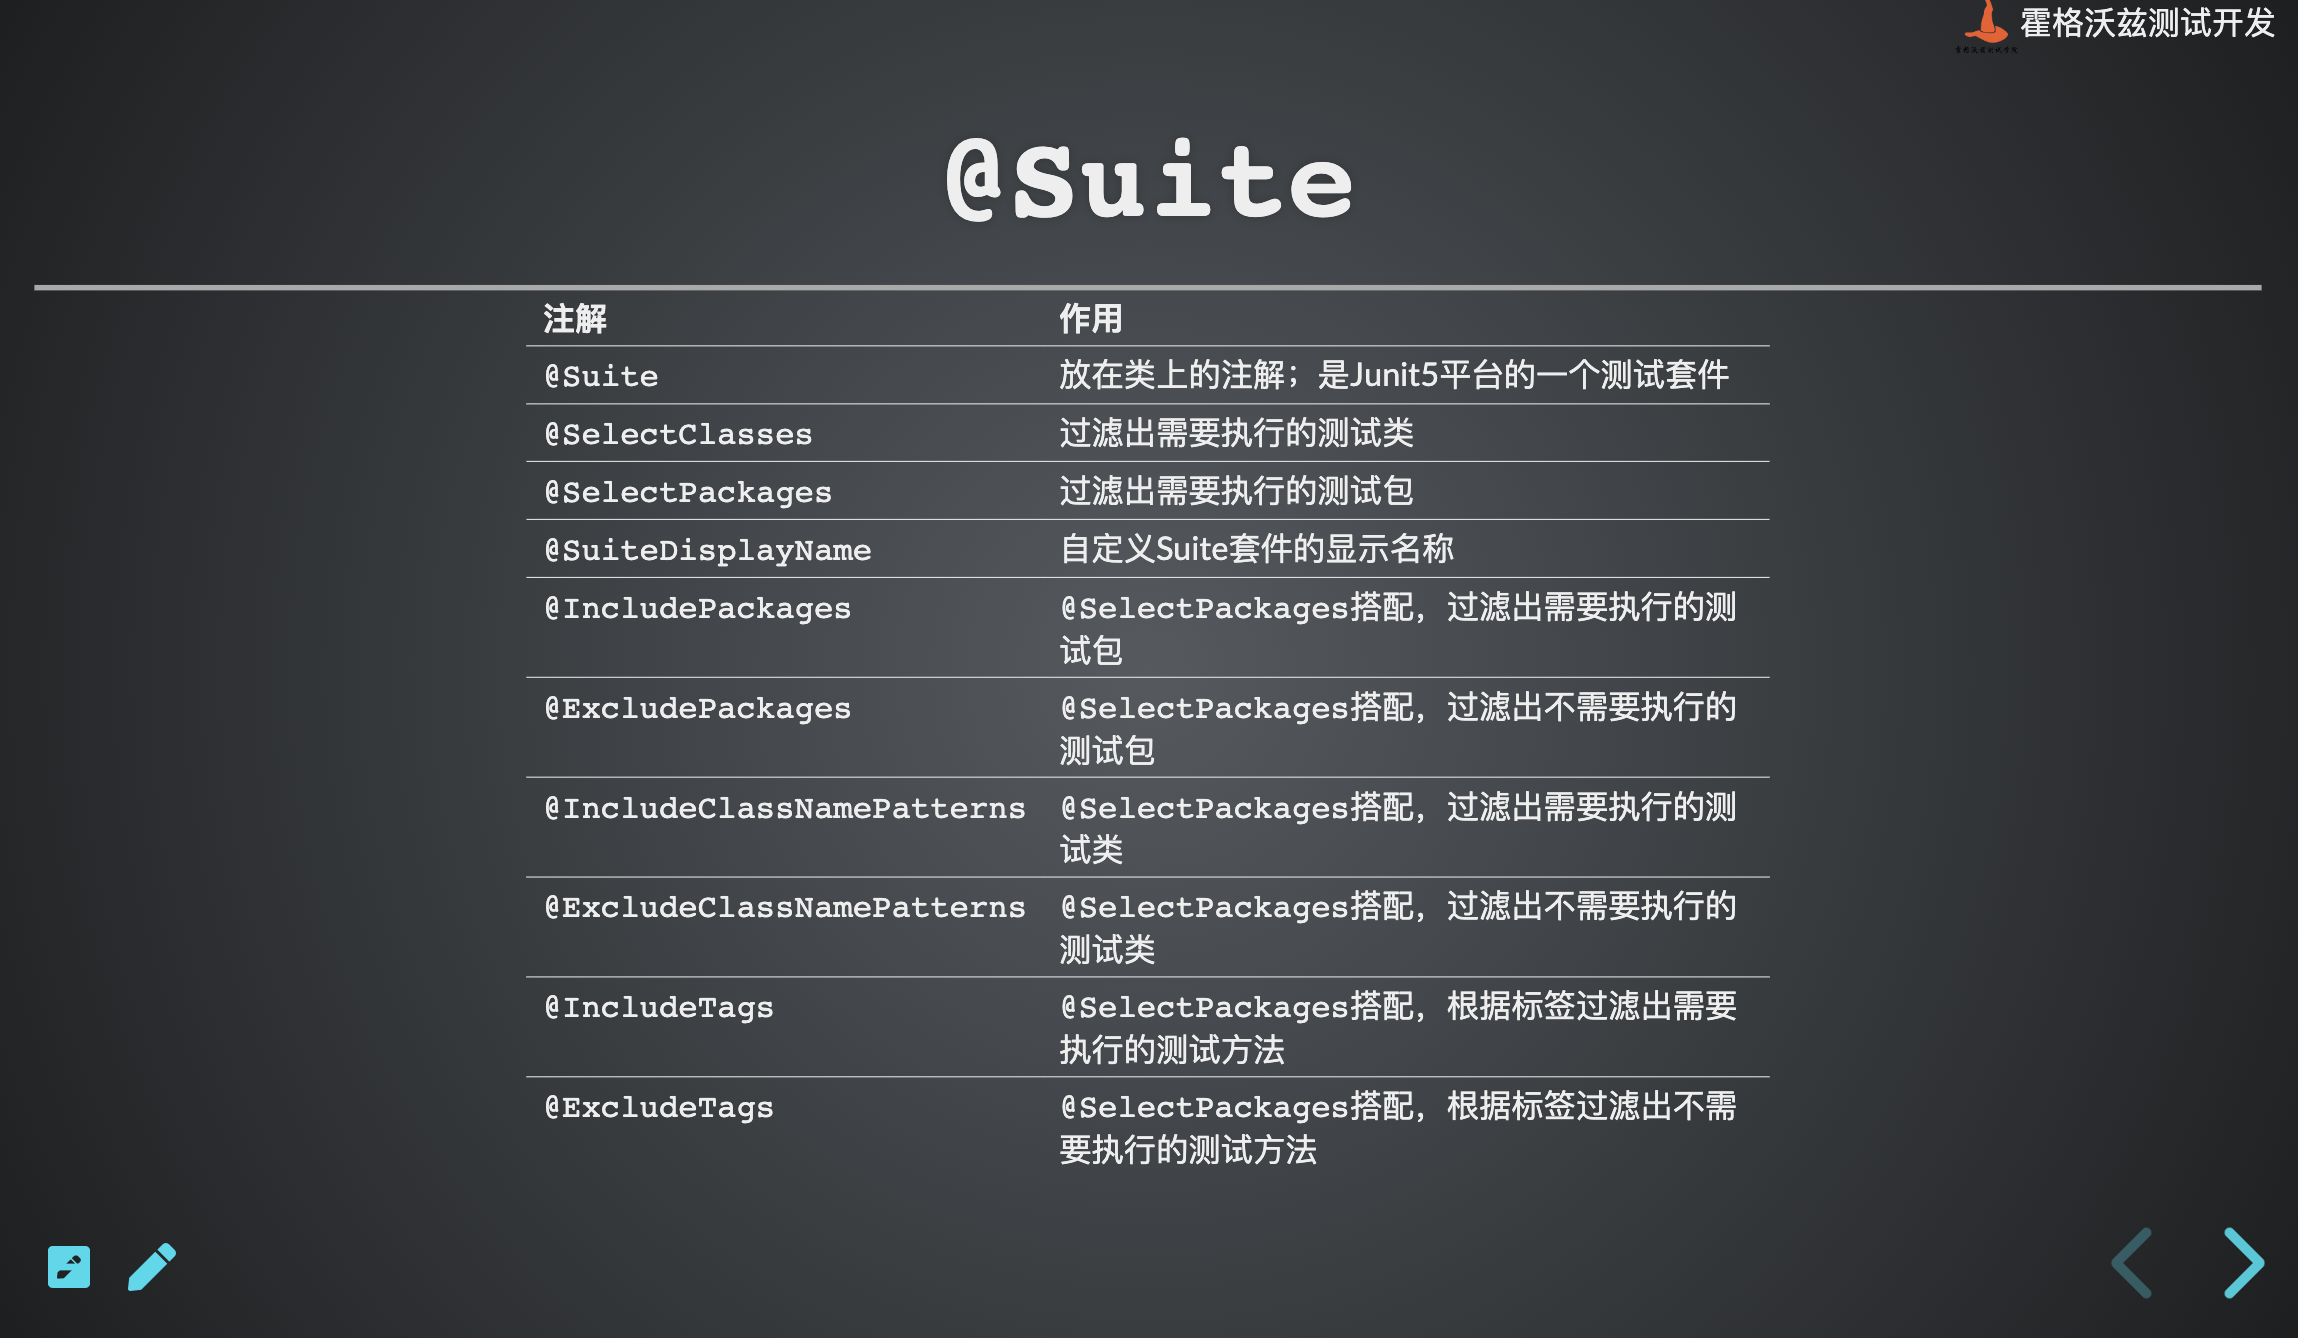 霍格沃兹测试开发
霍格沃兹测试学院
@Suite
注解 作用
@Suite 放在类上的注解；是Junit5平台的一个测试套件
@SelectClasses 过滤出需要执行的测试类
@SelectPackages 过滤出需要执行的测试包
@SuiteDisplayName 自定义Suite套件的显示名称
@IncludePackages @SelectPackages搭配，过滤出需要执行的测
试包
@ExcludePackages @SelectPackages搭配，过滤出不需要执行的
测试包
@IncludeClassNamePatterns @SelectPackages搭配，过滤出需要执行的测
试类
@ExcludeClassNamePatterns @SelectPackages搭配，过滤出不需要执行的
测试类
@IncludeTags @SelectPackages搭配，根据标签过滤出需要
执行的测试方法
@ExcludeTags @SelectPackages搭配，根据标签过滤出不需
要执行的测试方法